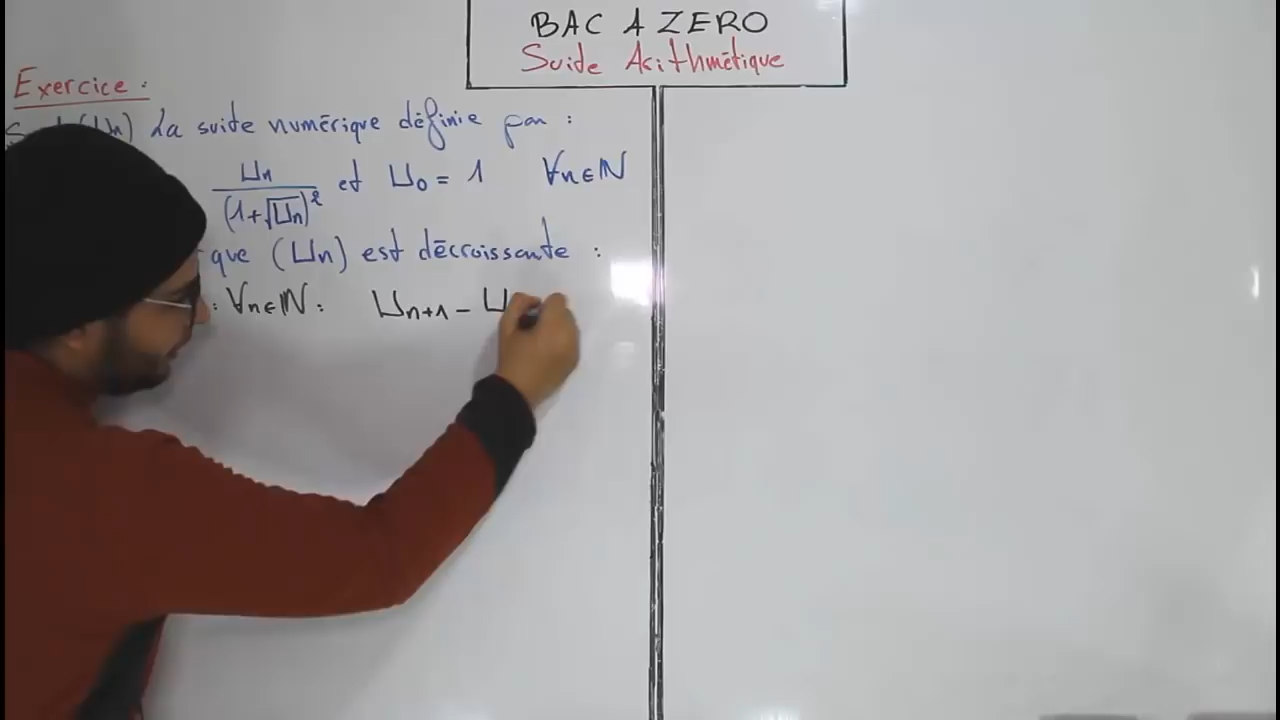 BAC A ZERO
Suite Arithmétique
Exercice :
(Un) la suite numérique définie par :
Un / (1+√Un)² et U0 = 1 ∀n∈ℕ
que (Un) est décroissante :
: ∀n∈ℕ : Un+1 - U